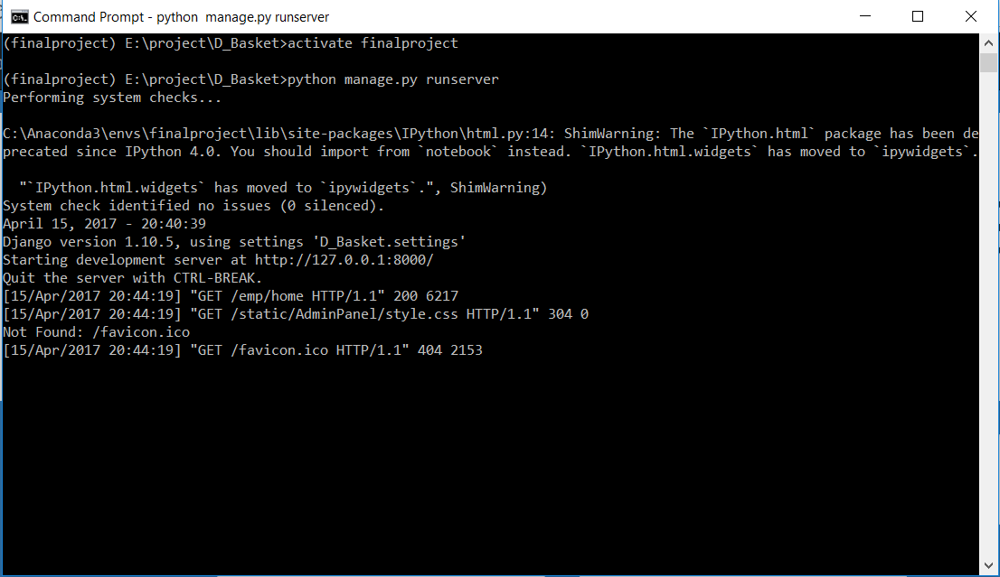 Command Prompt - python  manage.py runserver
(finalproject) E:\project\D_Basket>activate finalproject
(finalproject) E:\project\D_Basket>python manage.py runserver
Performing system checks...
C:\Anaconda3\envs\finalproject\lib\site-packages\IPython\html.py:14: ShimWarning: The `IPython.html` package has been de
precated since IPython 4.0. You should import from `notebook` instead. `IPython.html.widgets` has moved to `ipywidgets`.
  "`IPython.html.widgets` has moved to `ipywidgets`.", ShimWarning)
System check identified no issues (0 silenced).
April 15, 2017 - 20:40:39
Django version 1.10.5, using settings 'D_Basket.settings'
Starting development server at http://127.0.0.1:8000/
Quit the server with CTRL-BREAK.
[15/Apr/2017 20:44:19] "GET /emp/home HTTP/1.1" 200 6217
[15/Apr/2017 20:44:19] "GET /static/AdminPanel/style.css HTTP/1.1" 304 0
Not Found: /favicon.ico
[15/Apr/2017 20:44:19] "GET /favicon.ico HTTP/1.1" 404 2153